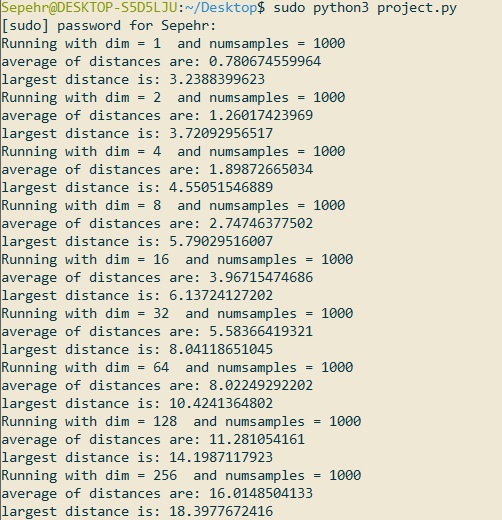 Sepehr@DESKTOP-S5D5LJU:~/Desktop$ sudo python3 project.py
[sudo] password for Sepehr:
Running with dim = 1  and numsamples = 1000
average of distances are: 0.780674559964
largest distance is: 3.2388399623
Running with dim = 2  and numsamples = 1000
average of distances are: 1.26017423969
largest distance is: 3.72092956517
Running with dim = 4  and numsamples = 1000
average of distances are: 1.89872665034
largest distance is: 4.55051546889
Running with dim = 8  and numsamples = 1000
average of distances are: 2.74746377502
largest distance is: 5.79029516007
Running with dim = 16  and numsamples = 1000
average of distances are: 3.96715474686
largest distance is: 6.13724127202
Running with dim = 32  and numsamples = 1000
average of distances are: 5.58366419321
largest distance is: 8.04118651045
Running with dim = 64  and numsamples = 1000
average of distances are: 8.02249292202
largest distance is: 10.4241364802
Running with dim = 128  and numsamples = 1000
average of distances are: 11.281054161
largest distance is: 14.1987117923
Running with dim = 256  and numsamples = 1000
average of distances are: 16.0148504133
largest distance is: 18.3977672416